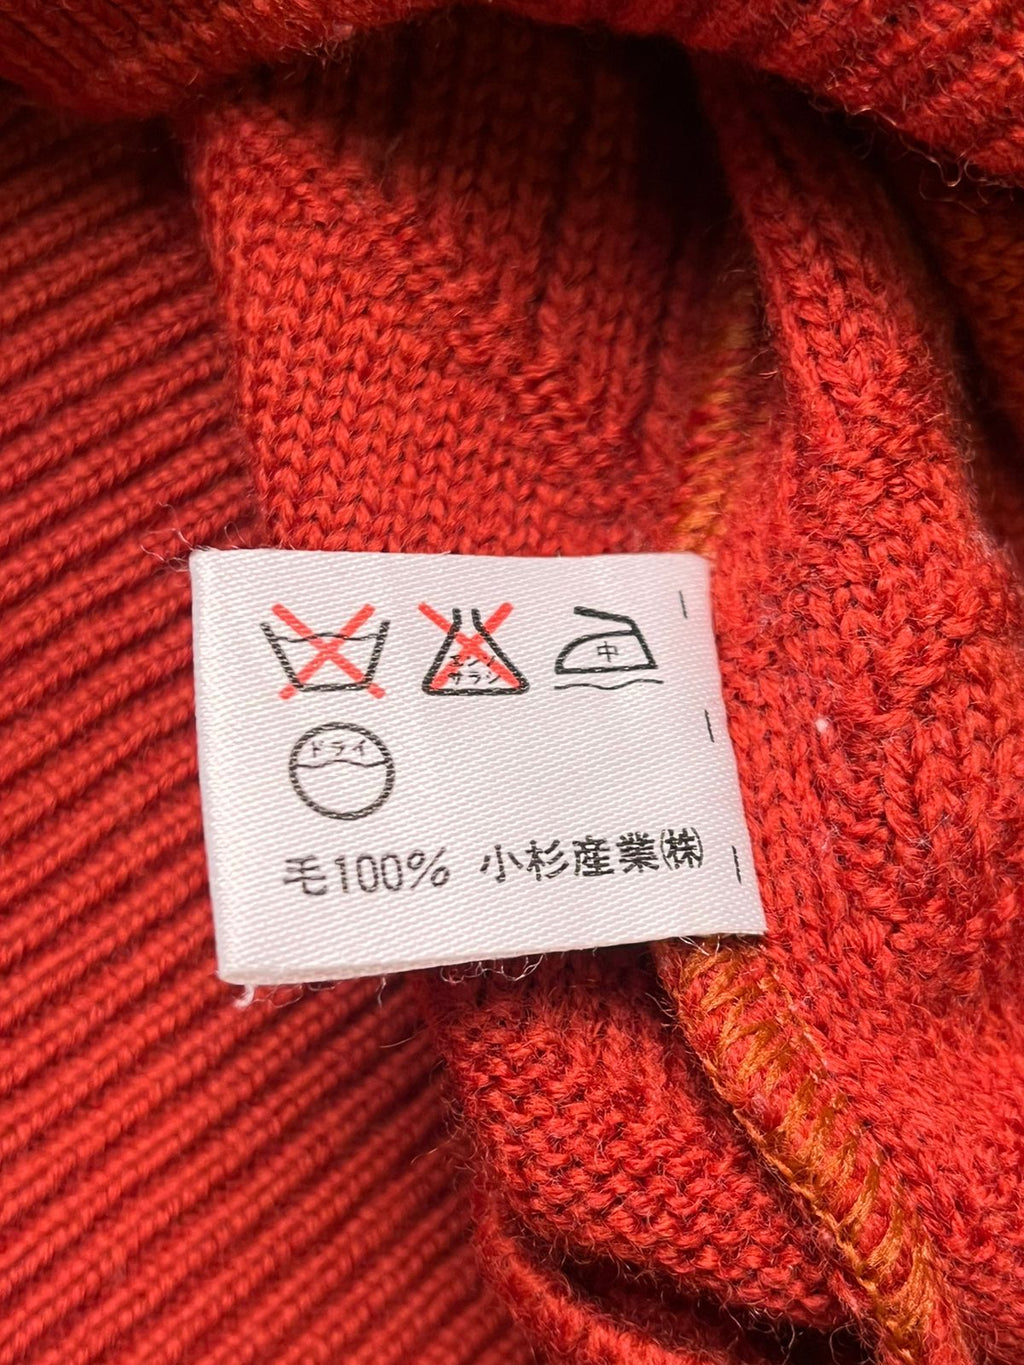 エンソ
サラシ
中
ドライ
毛100% 小杉産業㈱